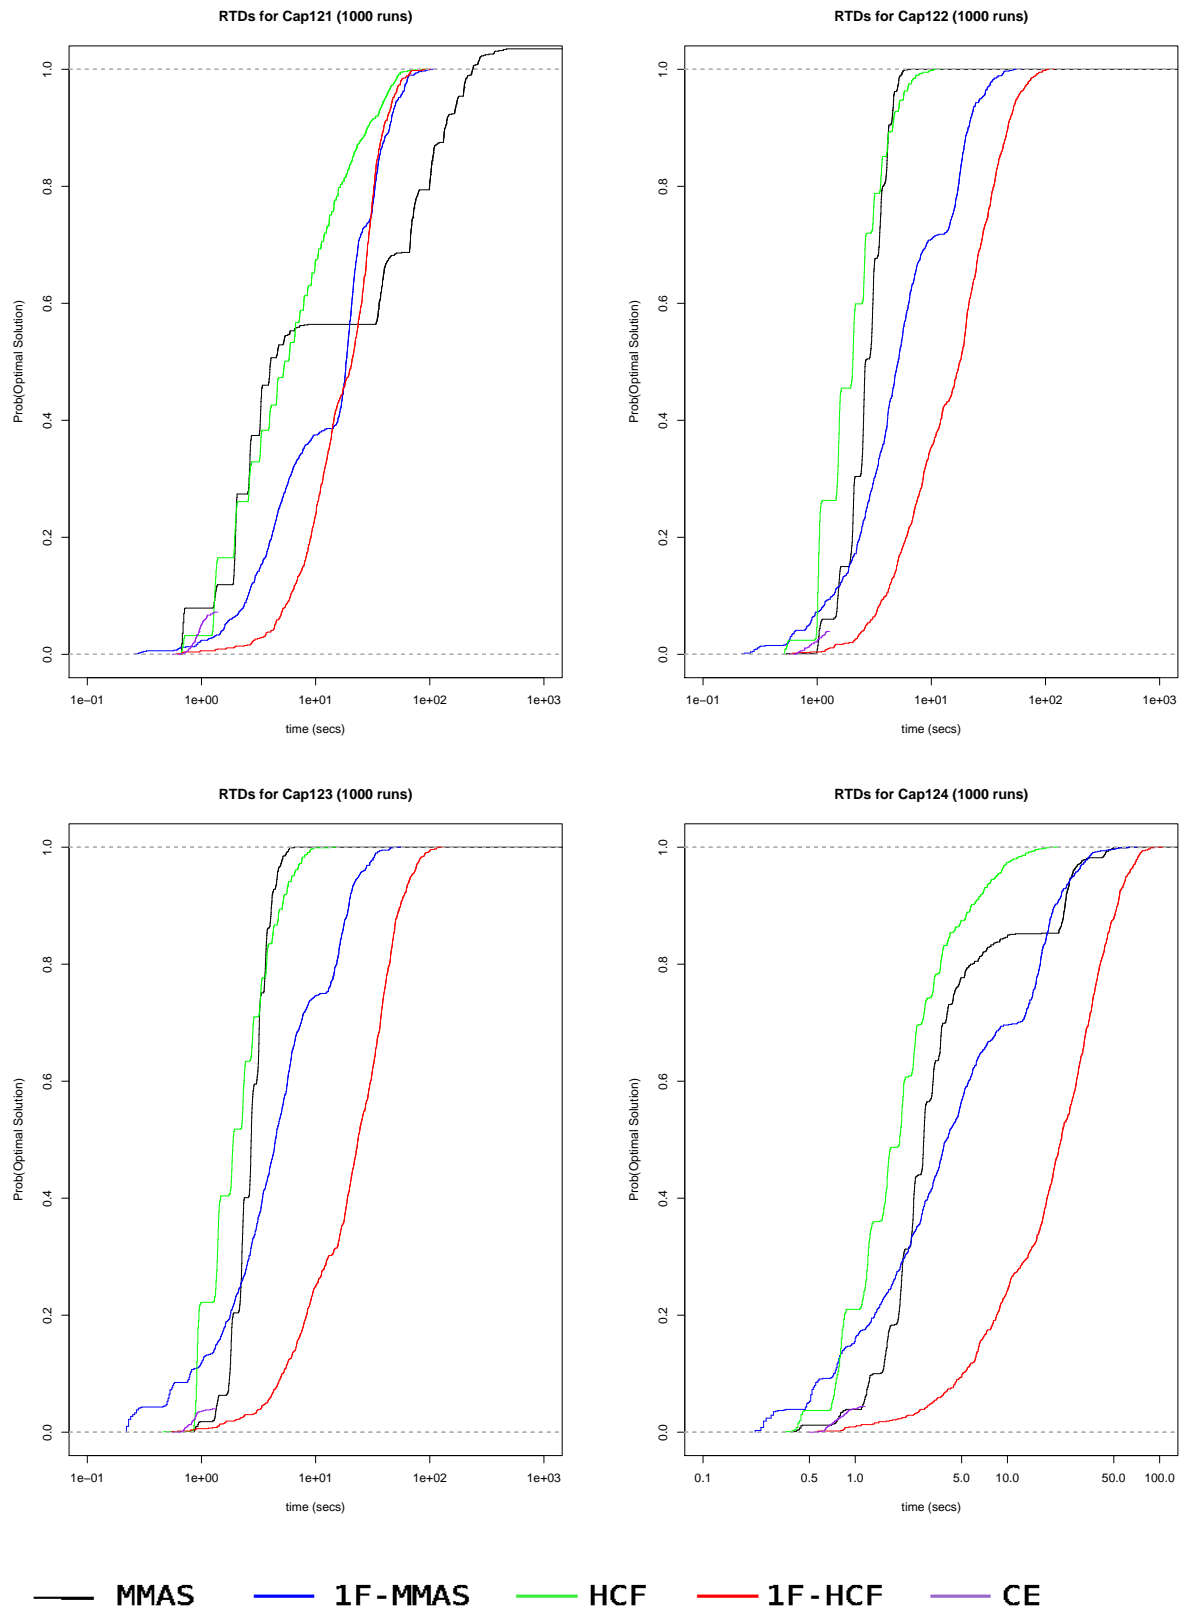 RTDs for Cap121 (1000 runs)
Prob(Optimal Solution)
0.0 0.2 0.4 0.6 0.8 1.0
1e−01 1e+00 1e+01 1e+02 1e+03
time (secs)
RTDs for Cap122 (1000 runs)
Prob(Optimal Solution)
0.0 0.2 0.4 0.6 0.8 1.0
1e−01 1e+00 1e+01 1e+02 1e+03
time (secs)
RTDs for Cap123 (1000 runs)
Prob(Optimal Solution)
0.0 0.2 0.4 0.6 0.8 1.0
1e−01 1e+00 1e+01 1e+02 1e+03
time (secs)
RTDs for Cap124 (1000 runs)
Prob(Optimal Solution)
0.0 0.2 0.4 0.6 0.8 1.0
0.1 0.5 1.0 5.0 10.0 50.0 100.0
time (secs)
MMAS 1F-MMAS HCF 1F-HCF CE